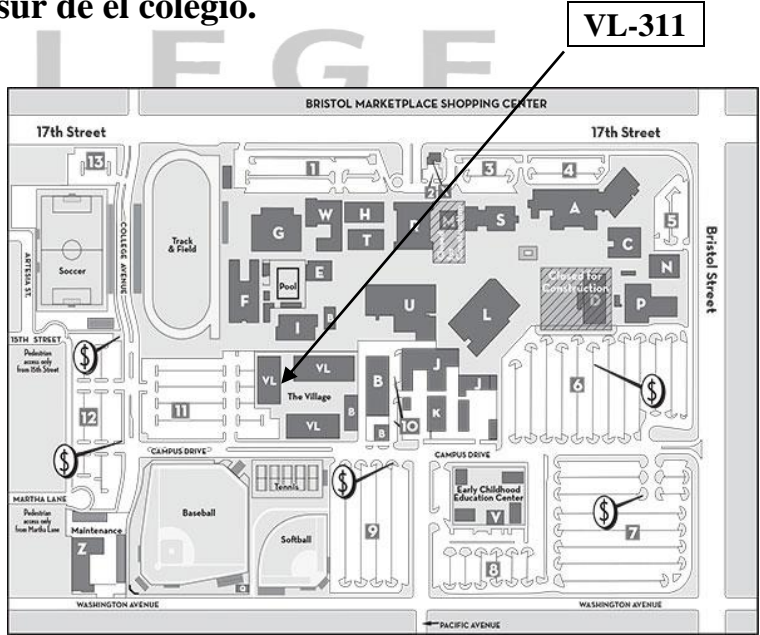 sur de el colegio.
LEGE
VL-311
BRISTOL MARKETPLACE SHOPPING CENTER
17th Street
17th Street
13
1
2
3
4
5
W
H
G
T
R
M
S
A
C
N
Track
& Field
Soccer
ARTESIA ST.
COLLEGE AVENUE
Bristol Street
Pool
E
F
I
B
U
L
Closed for
Construction
D
P
15TH STREET
Pedestrian
access only
from 15th Street
$
VL
VL
The Village
VL
B
B
B
J
J
K
10
6
$
11
12
$
CAMPUS DRIVE
CAMPUS DRIVE
MARTHA LANE
Pedestrian
access only
from Martha Lane
Maintenance
Z
Baseball
Tennis
Softball
Q
$
9
Early Childhood
Education Center
V
8
$
7
WASHINGTON AVENUE
WASHINGTON AVENUE
PACIFIC AVENUE